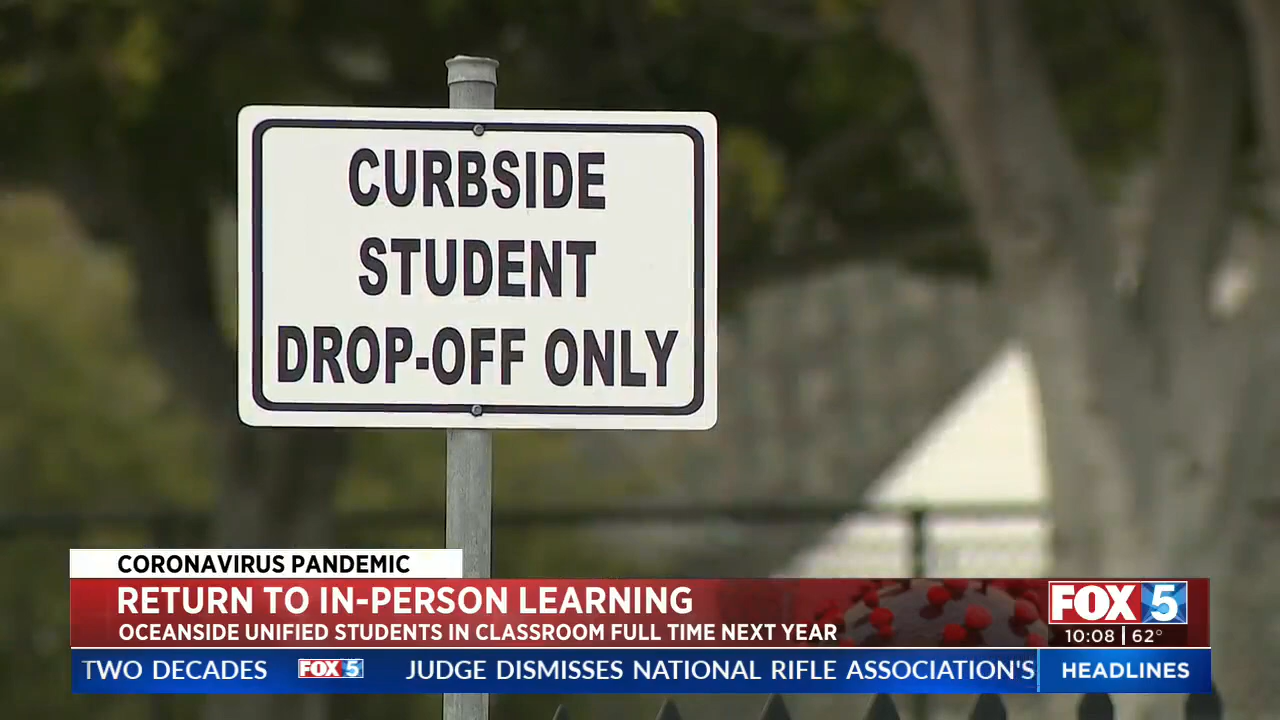 CURBSIDE
STUDENT
DROP-OFF ONLY
CORONAVIRUS PANDEMIC
RETURN TO IN-PERSON LEARNING
OCEANSIDE UNIFIED STUDENTS IN CLASSROOM FULL TIME NEXT YEAR
FOX 5
10:08 | 62°
TWO DECADES FOX 5 JUDGE DISMISSES NATIONAL RIFLE ASSOCIATION'S
HEADLINES